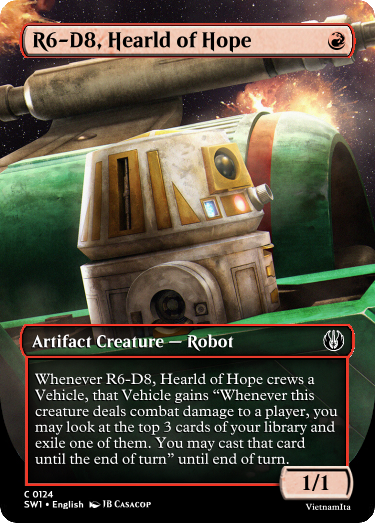 R6-D8, Hearld of Hope
Artifact Creature — Robot
Whenever R6-D8, Hearld of Hope crews a
Vehicle, that Vehicle gains “Whenever this
creature deals combat damage to a player, you
may look at the top 3 cards of your library and
exile one of them. You may cast that card
until the end of turn” until end of turn.
1/1
C 0124
SW1 • English JB Casacop
VietnamIta